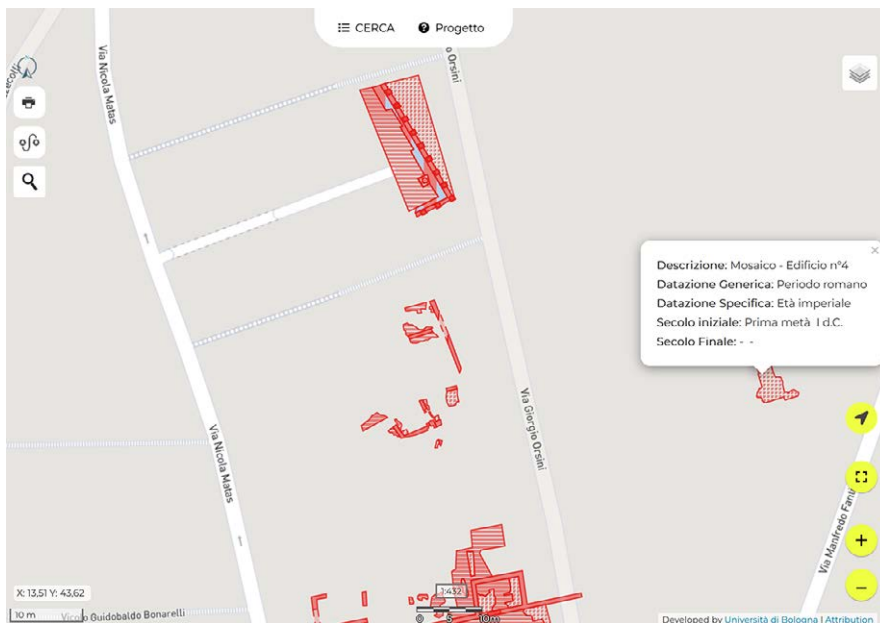 CERCA
Progetto
o Orsini
Via Nicola Matas
Descrizione: Mosaico - Edificio n°4
Datazione Generica: Periodo romano
Datazione Specifica: Età imperiale
Secolo iniziale: Prima metà I d.C.
Secolo Finale: - -
Via Giorgio Orsini
Via Nicola Matas
Via Manfredo Fanti
X: 13,51 Y: 43,62
1:432
10 m
Vicolo Guidobaldo Bonarelli
0 5 10m
Developed by Università di Bologna | Attribution